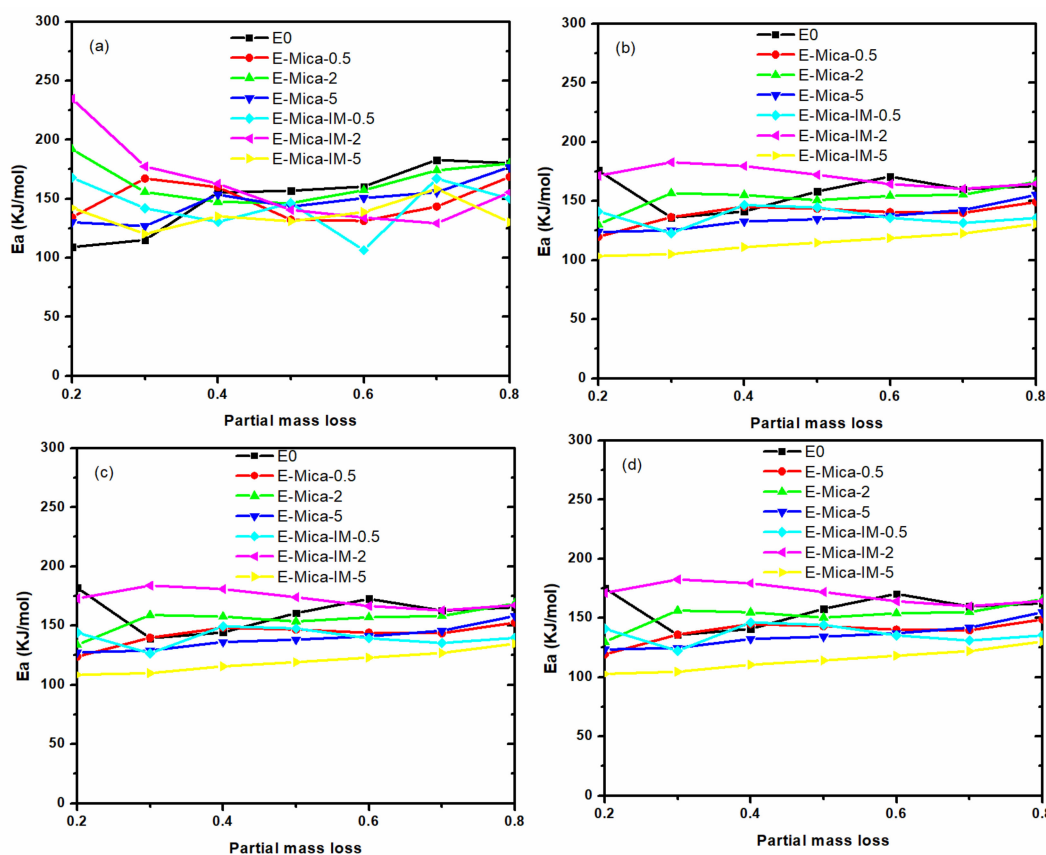 (a)
300
250
200
150
100
50
0
Ea (KJ/mol)
E0
E-Mica-0.5
E-Mica-2
E-Mica-5
E-Mica-IM-0.5
E-Mica-IM-2
E-Mica-IM-5
0.2 0.4 0.6 0.8
Partial mass loss
(b)
300
250
200
150
100
50
0
Ea (KJ/mol)
E0
E-Mica-0.5
E-Mica-2
E-Mica-5
E-Mica-IM-0.5
E-Mica-IM-2
E-Mica-IM-5
0.2 0.4 0.6 0.8
Partial mass loss
(c)
300
250
200
150
100
50
0
Ea (KJ/mol)
E0
E-Mica-0.5
E-Mica-2
E-Mica-5
E-Mica-IM-0.5
E-Mica-IM-2
E-Mica-IM-5
0.2 0.4 0.6 0.8
Partial mass loss
(d)
300
250
200
150
100
50
0
Ea (KJ/mol)
E0
E-Mica-0.5
E-Mica-2
E-Mica-5
E-Mica-IM-0.5
E-Mica-IM-2
E-Mica-IM-5
0.2 0.4 0.6 0.8
Partial mass loss